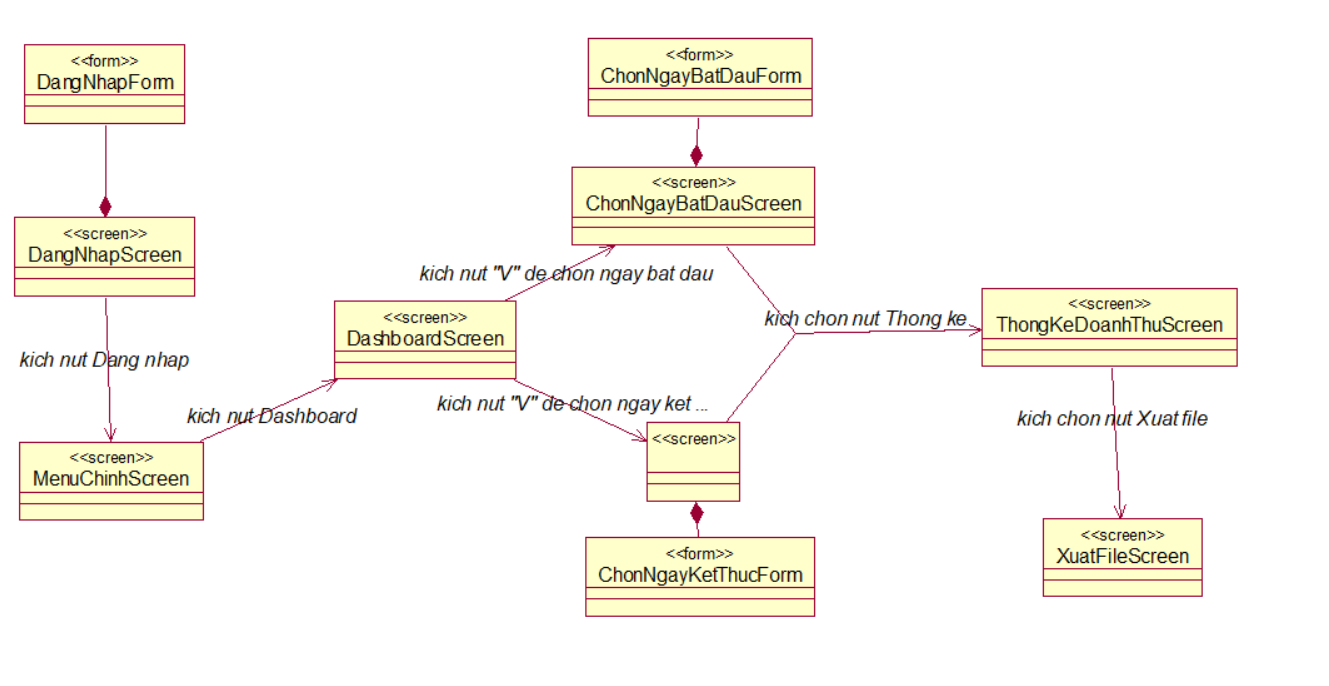 <<form>>
DangNhapForm
<<screen>>
DangNhapScreen
kich nut Dang nhap
<<screen>>
MenuChinhScreen
kich nut Dashboard
<<screen>>
DashboardScreen
kich nut "V" de chon ngay bat dau
<<form>>
ChonNgayBatDauForm
<<screen>>
ChonNgayBatDauScreen
kich nut "V" de chon ngay ket ...
<<screen>>
<<form>>
ChonNgayKetThucForm
kich chon nut Thong ke
<<screen>>
ThongKeDoanhThuScreen
kich chon nut Xuat file
<<screen>>
XuatFileScreen